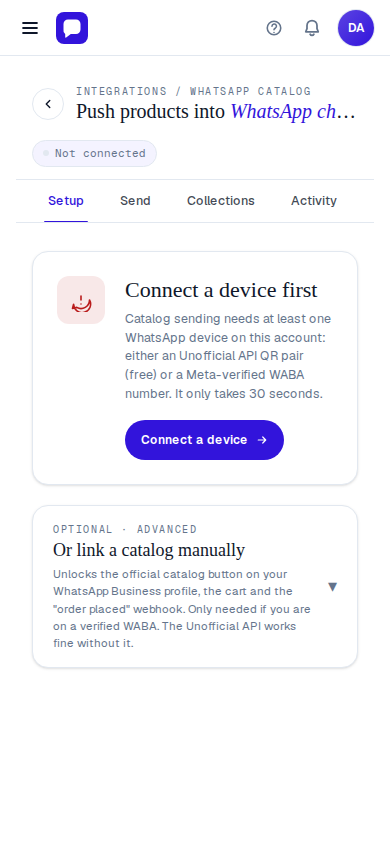 DA
INTEGRATIONS / WHATSAPP CATALOG
Push products into WhatsApp ch...
Not connected
Setup Send Collections Activity
Connect a device first
Catalog sending needs at least one
WhatsApp device on this account:
either an Unofficial API QR pair
(free) or a Meta-verified WABA
number. It only takes 30 seconds.
Connect a device →
OPTIONAL · ADVANCED
Or link a catalog manually
Unlocks the official catalog button on your
WhatsApp Business profile, the cart and the
"order placed" webhook. Only needed if you are
on a verified WABA. The Unofficial API works
fine without it.